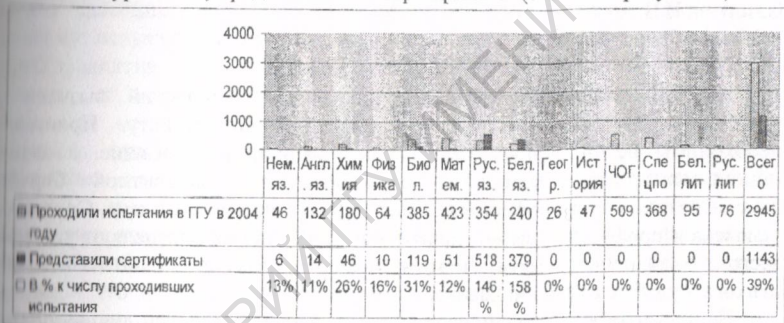 4000
3000
2000
1000
0
Нем. Англ Хим Физ Био Мат Рус. Бел. Геог Ист ЧОГ Спе Бел. Рус. Всег
яз. . яз. ия ика л. ем. яз. яз. р. ория цпо лит лит о
Проходили испытания в ГГУ в 2004 46 132 180 64 385 423 354 240 26 47 509 368 95 76 2945
году
Представили сертификаты 6 14 46 10 119 51 518 379 0 0 0 0 0 0 1143
В % к числу проходивших 13% 11% 26% 16% 31% 12% 146 158 0% 0% 0% 0% 0% 0% 39%
испытания % %
РИЙ ГГУ ИМЕНИ